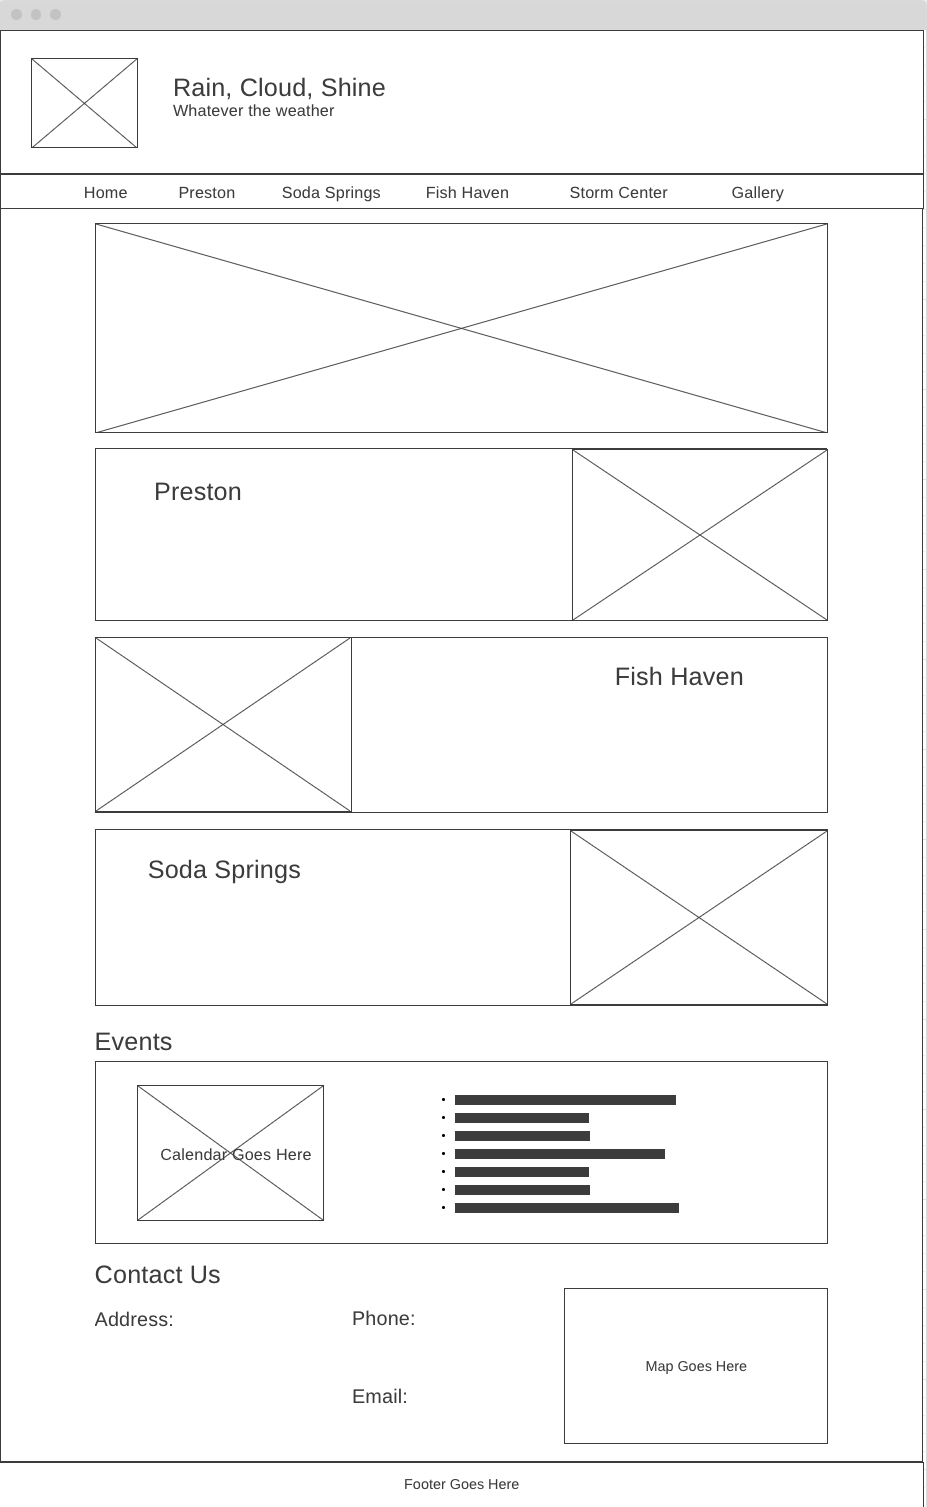 Rain, Cloud, Shine
Whatever the weather
Home Preston Soda Springs Fish Haven Storm Center Gallery
Preston
Fish Haven
Soda Springs
Events
Calendar Goes Here
Contact Us
Address:
Phone:
Email:
Map Goes Here
Footer Goes Here